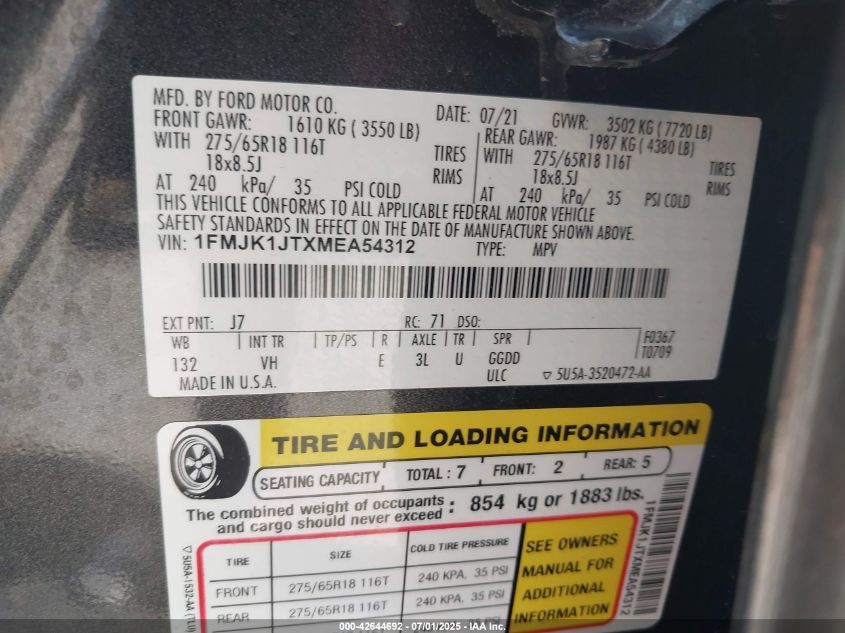 MFD. BY FORD MOTOR CO. DATE: 07/21 GVWR: 3502 KG ( 7720 LB)
FRONT GAWR: 1610 KG ( 3550 LB) REAR GAWR: 1987 KG ( 4380 LB)
WITH 275/65R18 116T TIRES WITH 275/65R18 116T TIRES
18x8.5J RIMS 18x8.5J RIMS
AT 240 kPa/ 35 PSI COLD AT 240 kPa/ 35 PSI COLD
THIS VEHICLE CONFORMS TO ALL APPLICABLE FEDERAL MOTOR VEHICLE
SAFETY STANDARDS IN EFFECT ON THE DATE OF MANUFACTURE SHOWN ABOVE.
VIN: 1FMJK1JTXMEA54312 TYPE: MPV
EXT PNT: J7 RC: 71 DSO:
WB INT TR TP/PS R AXLE TR SPR F0367
132 VH E 3L U GGDD T0709
ULC
MADE IN U.S.A. 5U5A-3520472-AA
TIRE AND LOADING INFORMATION
SEATING CAPACITY TOTAL : 7 FRONT: 2 REAR: 5
The combined weight of occupants and cargo should never exceed : 854 kg or 1883 lbs.
TIRE SIZE COLD TIRE PRESSURE
FRONT 275/65R18 116T 240 KPA, 35 PSI
REAR 275/65R18 116T 240 KPA, 35 PSI
SEE OWNERS
MANUAL FOR
ADDITIONAL
INFORMATION
1FMJK1JTXMEA54312
000-42644692 - 07/01/2025 - IAA Inc.